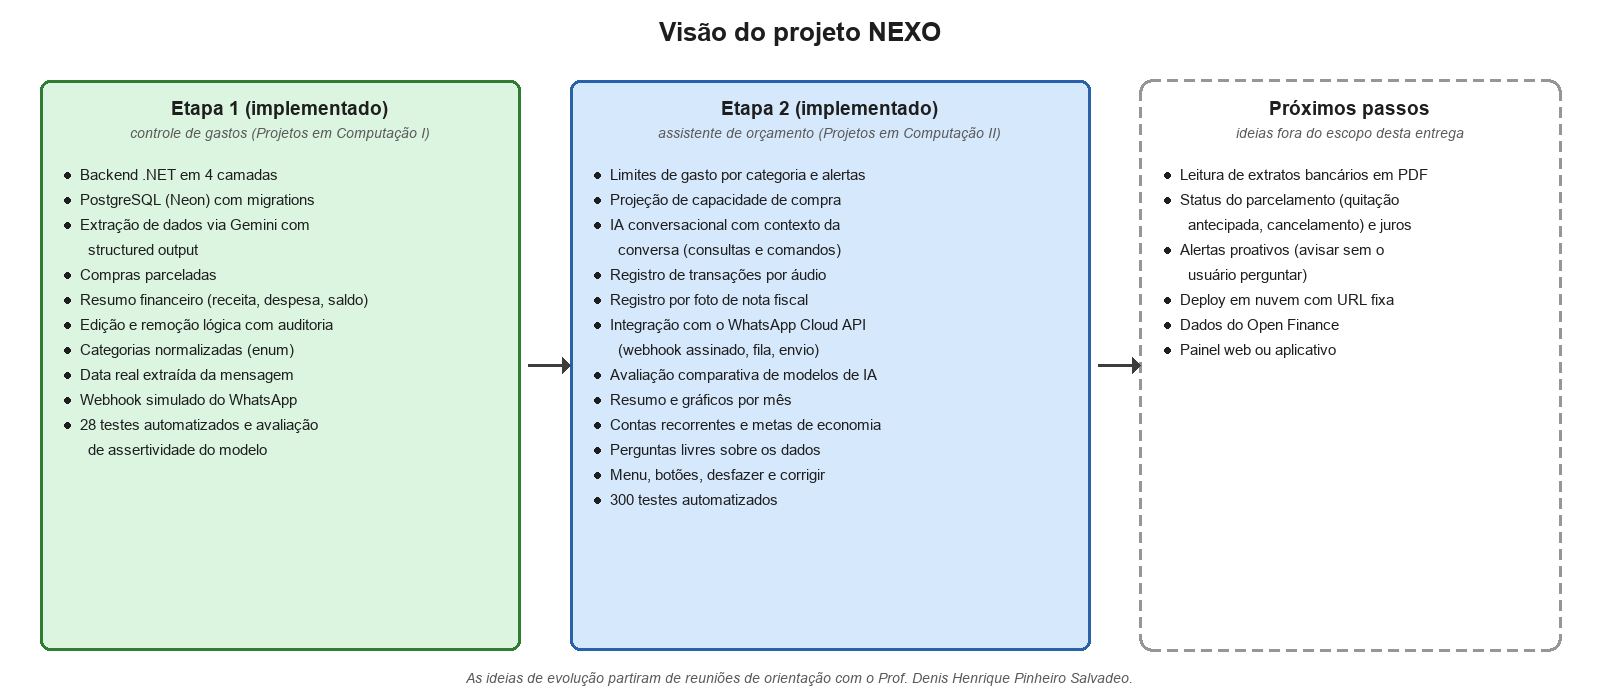 Visão do projeto NEXO
Etapa 1 (implementado)
controle de gastos (Projetos em Computação I)
● Backend .NET em 4 camadas
● PostgreSQL (Neon) com migrations
● Extração de dados via Gemini com
structured output
● Compras parceladas
● Resumo financeiro (receita, despesa, saldo)
● Edição e remoção lógica com auditoria
● Categorias normalizadas (enum)
● Data real extraída da mensagem
● Webhook simulado do WhatsApp
● 28 testes automatizados e avaliação
de assertividade do modelo
Etapa 2 (implementado)
assistente de orçamento (Projetos em Computação II)
● Limites de gasto por categoria e alertas
● Projeção de capacidade de compra
● IA conversacional com contexto da
conversa (consultas e comandos)
● Registro de transações por áudio
● Registro por foto de nota fiscal
● Integração com o WhatsApp Cloud API
(webhook assinado, fila, envio)
● Avaliação comparativa de modelos de IA
● Resumo e gráficos por mês
● Contas recorrentes e metas de economia
● Perguntas livres sobre os dados
● Menu, botões, desfazer e corrigir
● 300 testes automatizados
Próximos passos
ideias fora do escopo desta entrega
● Leitura de extratos bancários em PDF
● Status do parcelamento (quitação
antecipada, cancelamento) e juros
● Alertas proativos (avisar sem o
usuário perguntar)
● Deploy em nuvem com URL fixa
● Dados do Open Finance
● Painel web ou aplicativo
As ideias de evolução partiram de reuniões de orientação com o Prof. Denis Henrique Pinheiro Salvadeo.